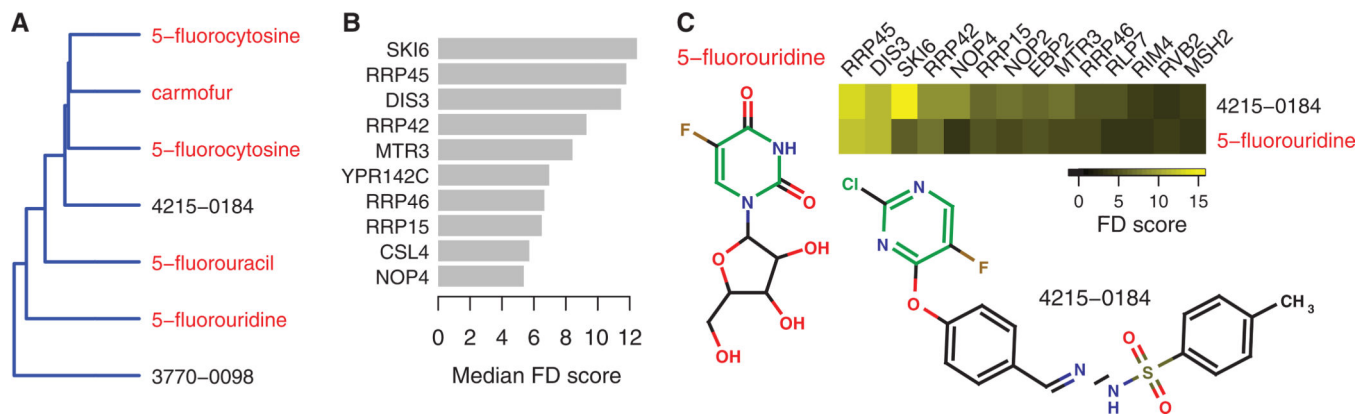 A
5-fluorocytosine
carmofur
5-fluorocytosine
4215-0184
5-fluorouracil
5-fluorouridine
3770-0098
B
SKI6
RRP45
DIS3
RRP42
MTR3
YPR142C
RRP46
RRP15
CSL4
NOP4
0 2 4 6 8 10 12
Median FD score
C
5-fluorouridine
O
F
NH
N
O
O
OH
OH
OH
RRP45 DIS3 SKI6 RRP42 NOP4 RRP15 NOP2 EBP2 MTR3 RRP46 RLP7 RIM4 RVB2 MSH2
4215-0184
5-fluorouridine
0 5 10 15
FD score
Cl
N
N
F
O
4215-0184
N
N
H
O
S
O
CH3